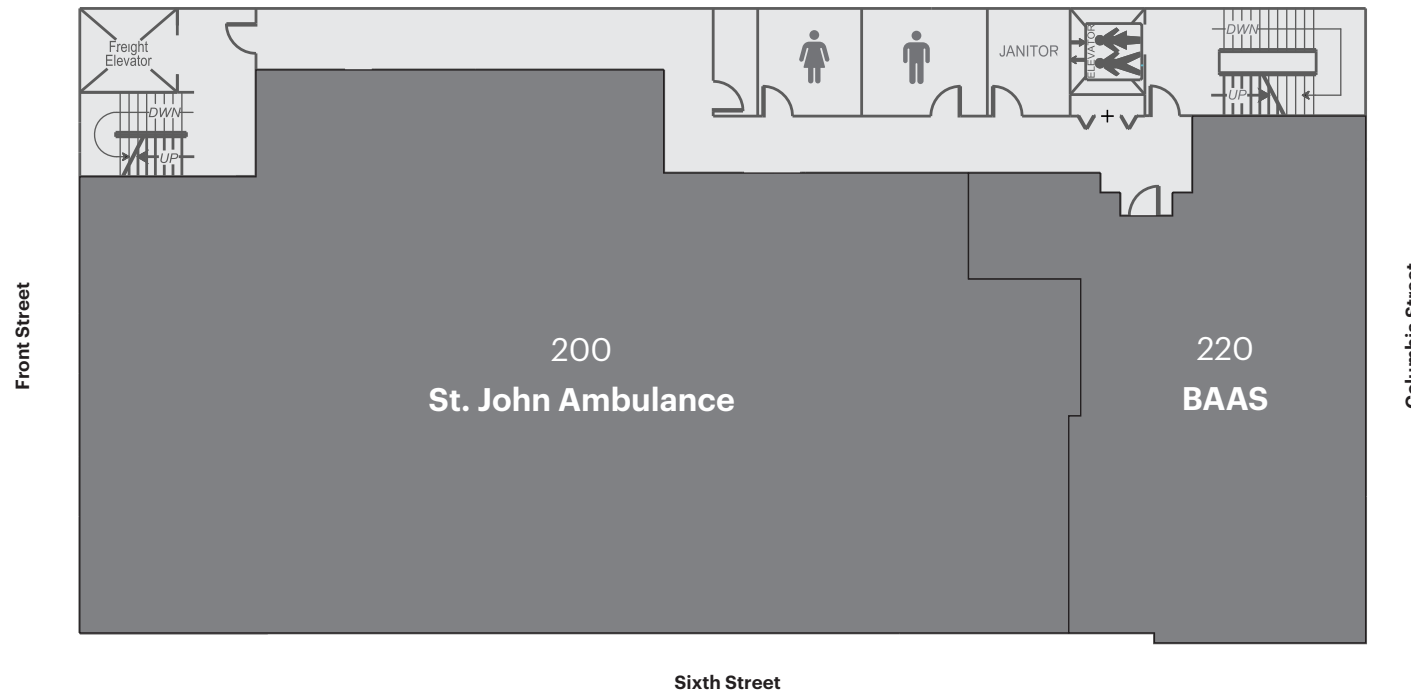 Freight
Elevator
DWN
UP
JANITOR
ELEVATOR
DWN
UP
Front Street
200
St. John Ambulance
220
BAAS
Sixth Street